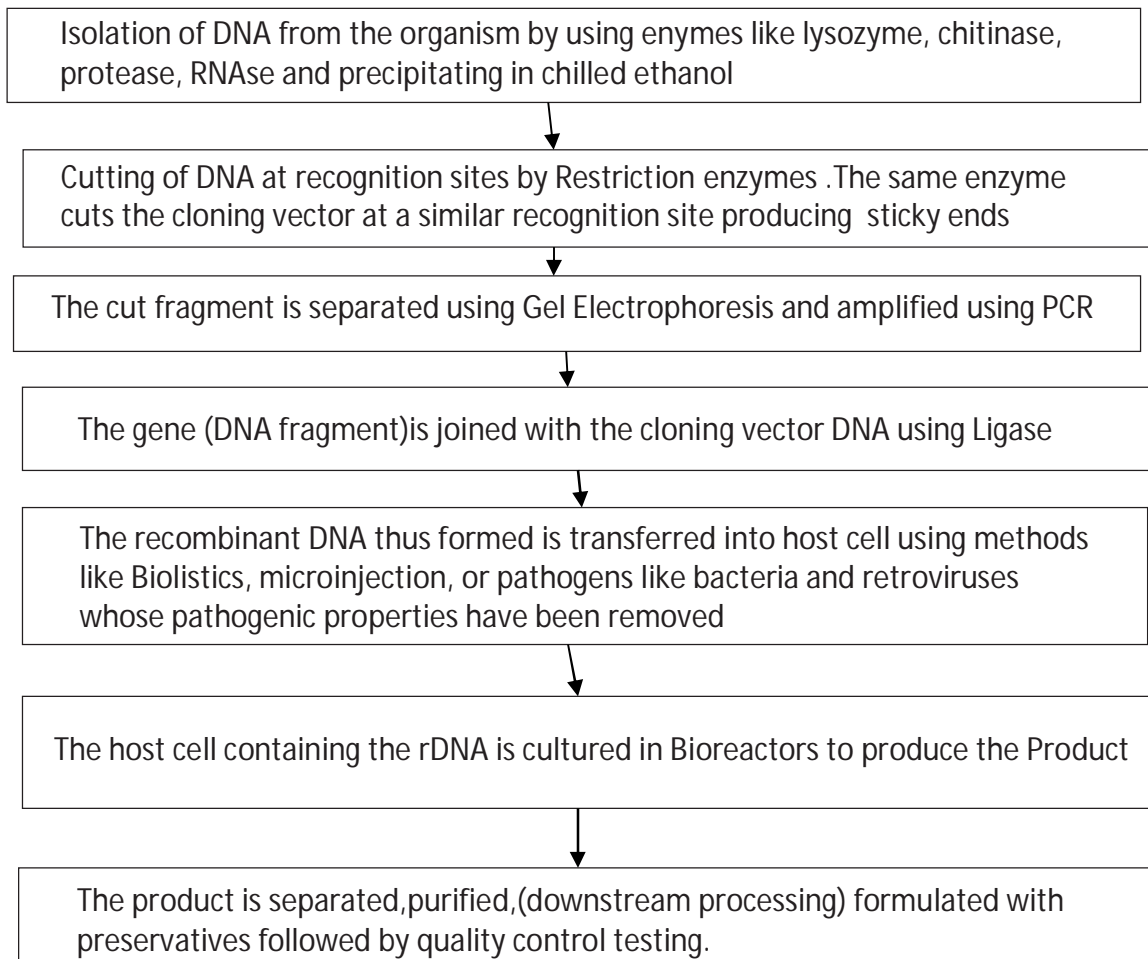 Isolation of DNA from the organism by using enymes like lysozyme, chitinase,
protease, RNAse and precipitating in chilled ethanol
Cutting of DNA at recognition sites by Restriction enzymes .The same enzyme
cuts the cloning vector at a similar recognition site producing sticky ends
The cut fragment is separated using Gel Electrophoresis and amplified using PCR
The gene (DNA fragment)is joined with the cloning vector DNA using Ligase
The recombinant DNA thus formed is transferred into host cell using methods
like Biolistics, microinjection, or pathogens like bacteria and retroviruses
whose pathogenic properties have been removed
The host cell containing the rDNA is cultured in Bioreactors to produce the Product
The product is separated,purified,(downstream processing) formulated with
preservatives followed by quality control testing.